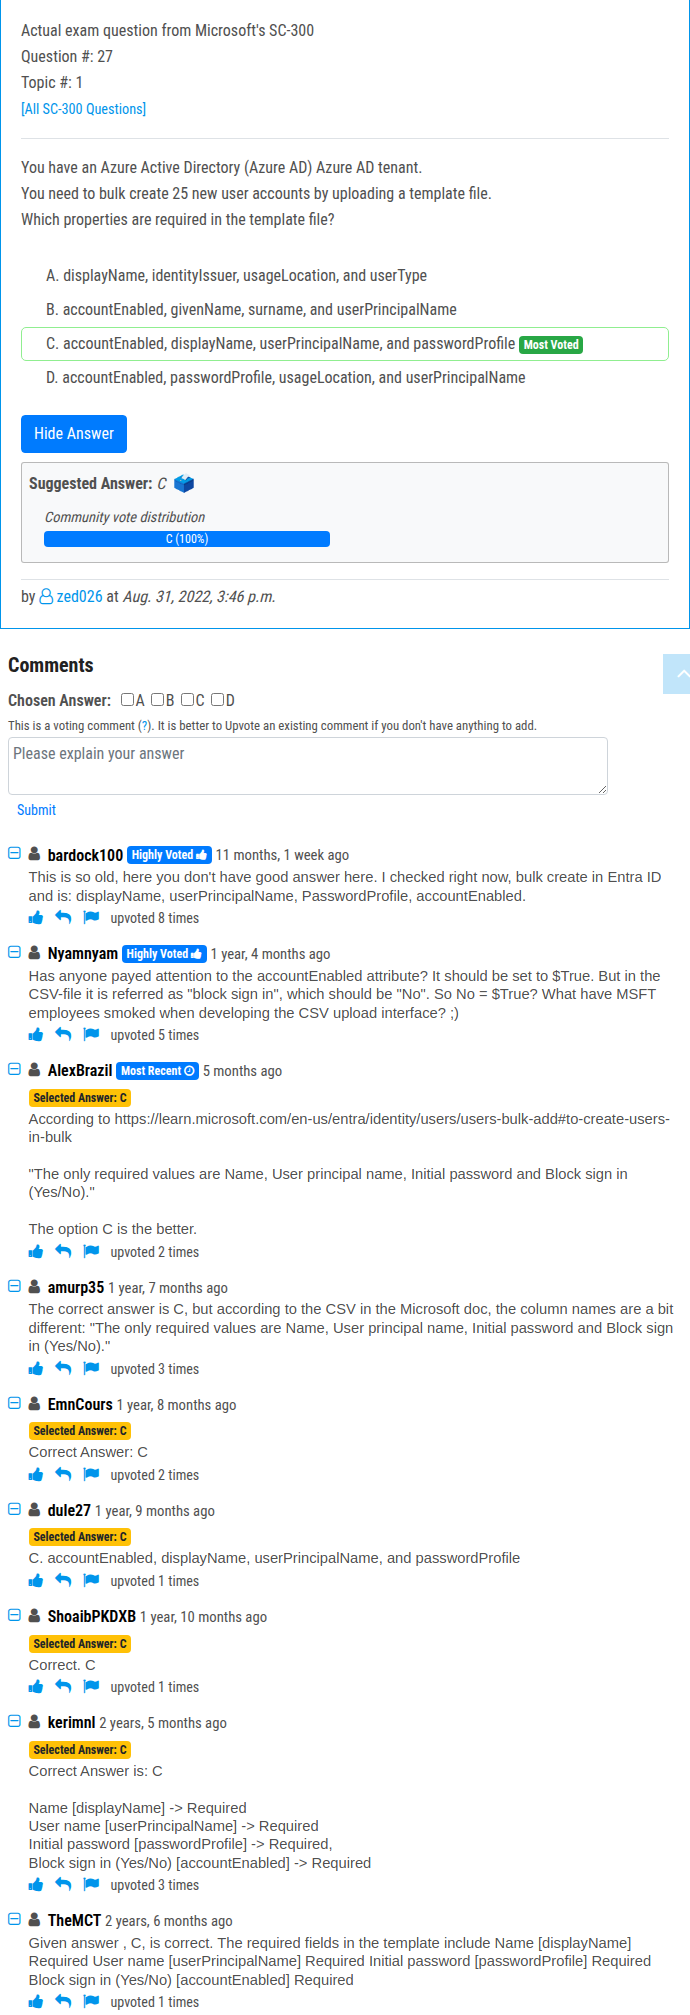 Actual exam question from Microsoft's SC-300
Question #: 27
Topic #: 1
[All SC-300 Questions]
You have an Azure Active Directory (Azure AD) Azure AD tenant.
You need to bulk create 25 new user accounts by uploading a template file.
Which properties are required in the template file?
A. displayName, identityIssuer, usageLocation, and userType
B. accountEnabled, givenName, surname, and userPrincipalName
C. accountEnabled, displayName, userPrincipalName, and passwordProfile Most Voted
D. accountEnabled, passwordProfile, usageLocation, and userPrincipalName
Hide Answer
Suggested Answer: C
Community vote distribution
C (100%)
by zed026 at Aug. 31, 2022, 3:46 p.m.
Comments
Chosen Answer: A B C D
This is a voting comment (?). It is better to Upvote an existing comment if you don't have anything to add.
Please explain your answer
Submit
bardock100 Highly Voted 11 months, 1 week ago
This is so old, here you don't have good answer here. I checked right now, bulk create in Entra ID
and is: displayName, userPrincipalName, PasswordProfile, accountEnabled.
upvoted 8 times
Nyamnyam Highly Voted 1 year, 4 months ago
Has anyone payed attention to the accountEnabled attribute? It should be set to $True. But in the
CSV-file it is referred as "block sign in", which should be "No". So No = $True? What have MSFT
employees smoked when developing the CSV upload interface? ;)
upvoted 5 times
AlexBrazil Most Recent 5 months ago
Selected Answer: C
According to https://learn.microsoft.com/en-us/entra/identity/users/users-bulk-add#to-create-users-
in-bulk
"The only required values are Name, User principal name, Initial password and Block sign in
(Yes/No)."
The option C is the better.
upvoted 2 times
amurp35 1 year, 7 months ago
The correct answer is C, but according to the CSV in the Microsoft doc, the column names are a bit
different: "The only required values are Name, User principal name, Initial password and Block sign
in (Yes/No)."
upvoted 3 times
EmnCours 1 year, 8 months ago
Selected Answer: C
Correct Answer: C
upvoted 2 times
dule27 1 year, 9 months ago
Selected Answer: C
C. accountEnabled, displayName, userPrincipalName, and passwordProfile
upvoted 1 times
ShoaibPKDXB 1 year, 10 months ago
Selected Answer: C
Correct. C
upvoted 1 times
kerimnl 2 years, 5 months ago
Selected Answer: C
Correct Answer is: C
Name [displayName] -> Required
User name [userPrincipalName] -> Required
Initial password [passwordProfile] -> Required,
Block sign in (Yes/No) [accountEnabled] -> Required
upvoted 3 times
TheMCT 2 years, 6 months ago
Given answer , C, is correct. The required fields in the template include Name [displayName]
Required User name [userPrincipalName] Required Initial password [passwordProfile] Required
Block sign in (Yes/No) [accountEnabled] Required
upvoted 1 times